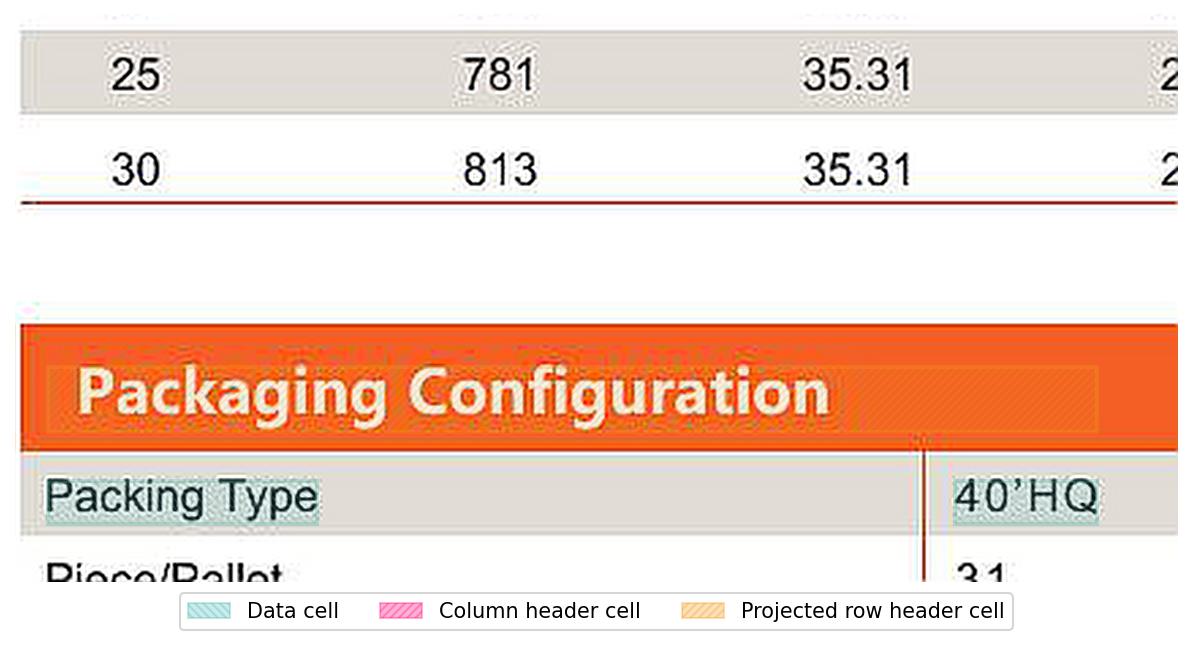 25 781 35.31 2
30 813 35.31 2
Packaging Configuration
Packing Type 40’HQ
Piece/Pallet 31
Data cell Column header cell Projected row header cell